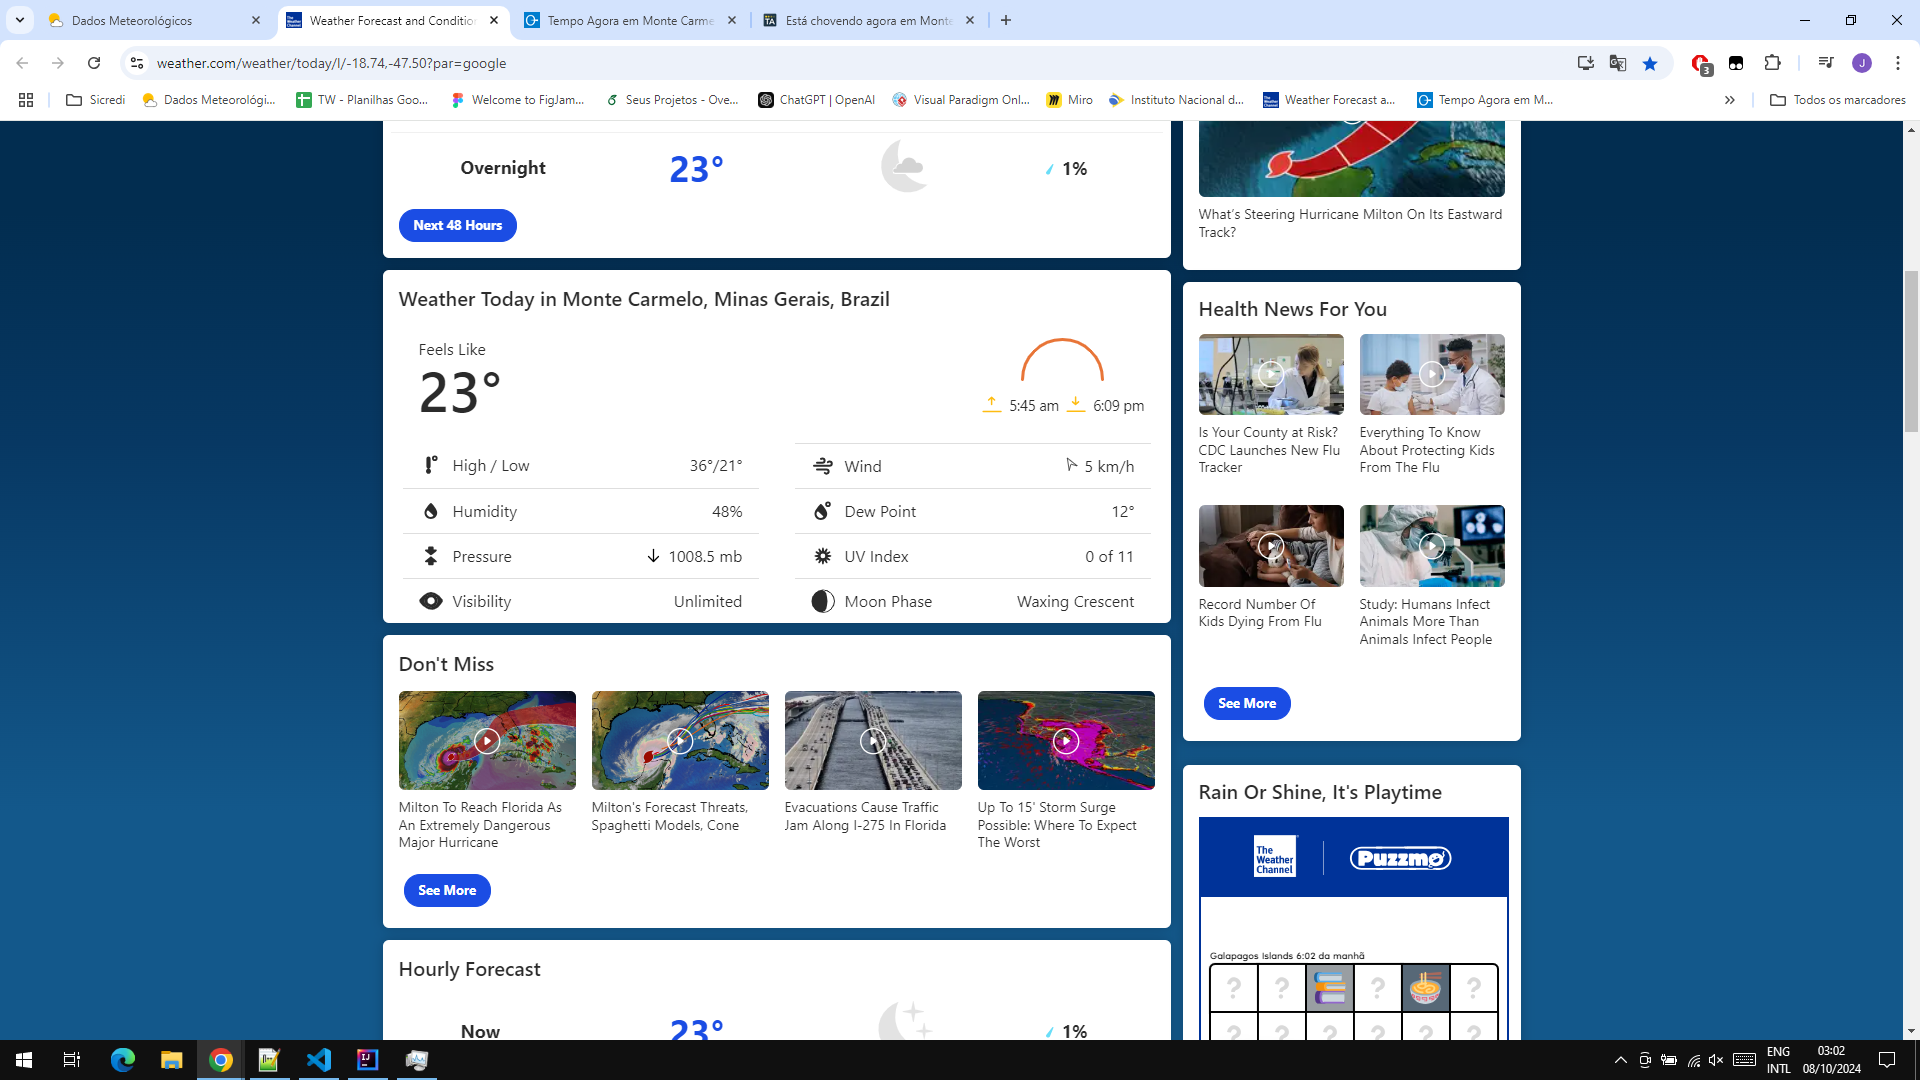 Dados Meteorológicos
Weather Forecast and Condition
Tempo Agora em Monte Carme
Está chovendo agora em Monte
weather.com/weather/today/l/-18.74,-47.50?par=google
3
J
Sicredi
Dados Meteorológi...
TW - Planilhas Goo...
Welcome to FigJam...
Seus Projetos - Ove...
ChatGPT | OpenAI
Visual Paradigm Onl...
Miro
Instituto Nacional d...
Weather Forecast a...
Tempo Agora em M...
Todos os marcadores
Overnight 23° 1%
Next 48 Hours
What's Steering Hurricane Milton On Its Eastward
Track?
Weather Today in Monte Carmelo, Minas Gerais, Brazil
Feels Like
23°
5:45 am 6:09 pm
High / Low 36°/21°
Wind 5 km/h
Humidity 48%
Dew Point 12°
Pressure 1008.5 mb
UV Index 0 of 11
Visibility Unlimited
Moon Phase Waxing Crescent
Health News For You
Is Your County at Risk?
CDC Launches New Flu
Tracker
Everything To Know
About Protecting Kids
From The Flu
Record Number Of
Kids Dying From Flu
Study: Humans Infect
Animals More Than
Animals Infect People
See More
Don't Miss
Milton To Reach Florida As
An Extremely Dangerous
Major Hurricane
Milton's Forecast Threats,
Spaghetti Models, Cone
Evacuations Cause Traffic
Jam Along I-275 In Florida
Up To 15' Storm Surge
Possible: Where To Expect
The Worst
See More
Rain Or Shine, It's Playtime
The
Weather
Channel
Puzzmo
Galapagos Islands 6:02 da manhã
? ? ? ?
? ? ? ? ? ?
Hourly Forecast
Now 23° 1%
ENG
INTL
03:02
08/10/2024